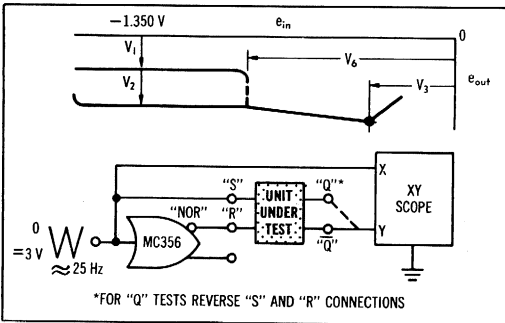 −1.350 V
e_in
0
V₁
V₆
V₂
V₃
e_out
X
"S"
UNIT UNDER TEST
"Q"*
XY SCOPE
"NOR"
"R"
0
MC356
Y
=3 V
"Q̅"
≈25 Hz
*FOR "Q" TESTS REVERSE "S" AND "R" CONNECTIONS